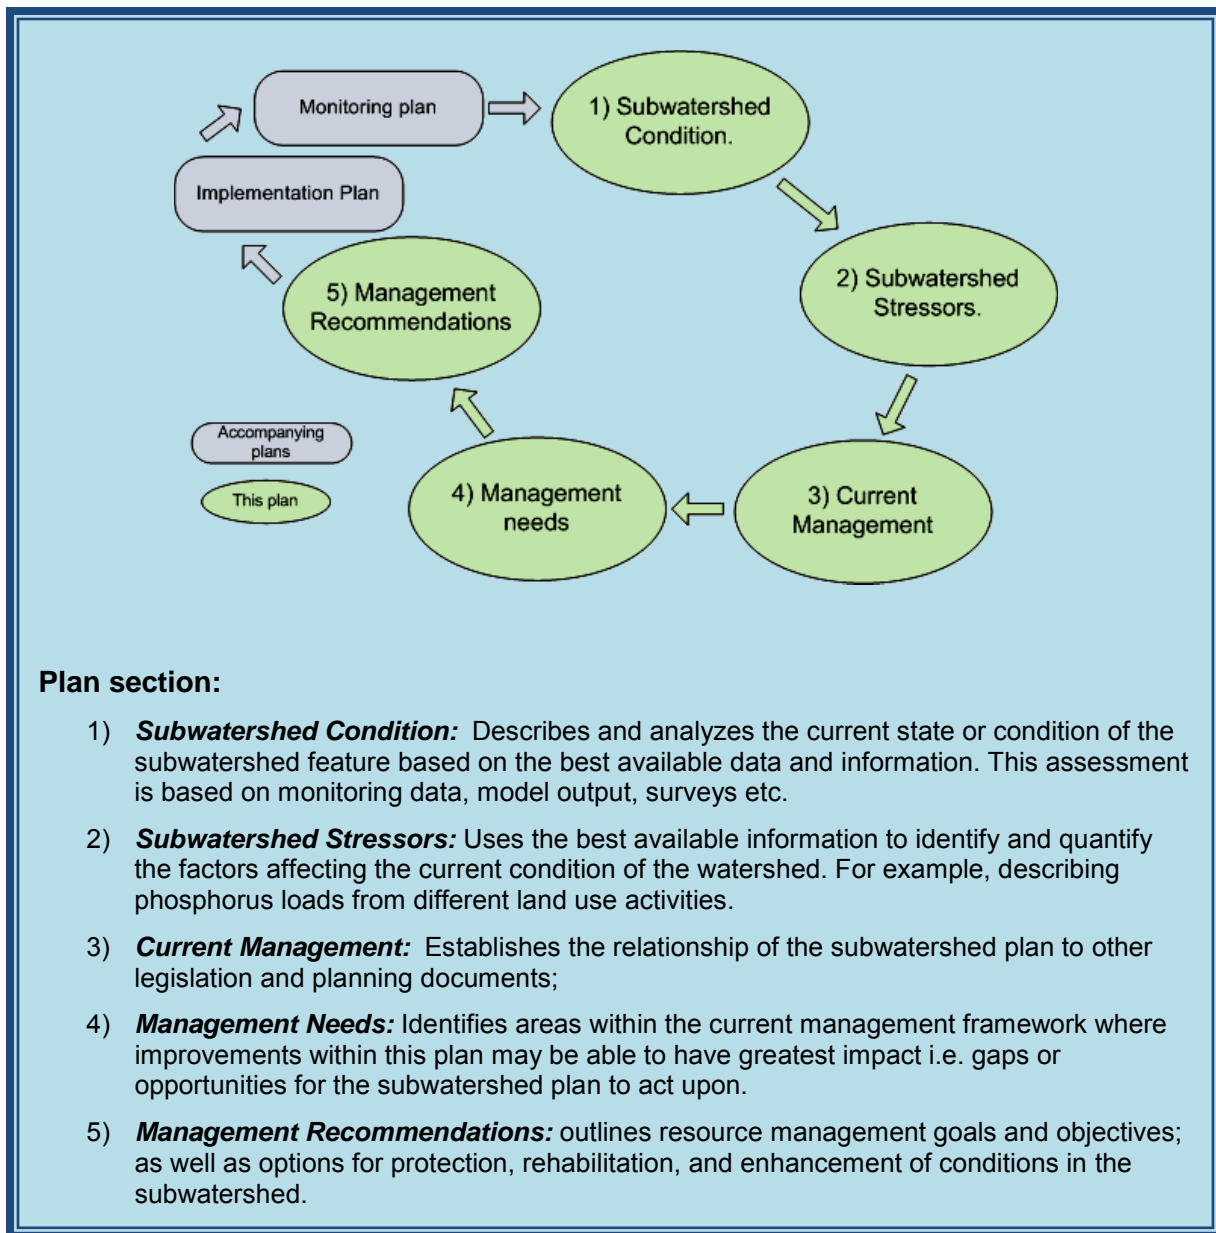 Monitoring plan
1) Subwatershed
Condition.
Implementation Plan
2) Subwatershed
Stressors.
5) Management
Recommendations
Accompanying
plans
This plan
4) Management
needs
3) Current
Management
Plan section:
1) Subwatershed Condition: Describes and analyzes the current state or condition of the
subwatershed feature based on the best available data and information. This assessment
is based on monitoring data, model output, surveys etc.
2) Subwatershed Stressors: Uses the best available information to identify and quantify
the factors affecting the current condition of the watershed. For example, describing
phosphorus loads from different land use activities.
3) Current Management: Establishes the relationship of the subwatershed plan to other
legislation and planning documents;
4) Management Needs: Identifies areas within the current management framework where
improvements within this plan may be able to have greatest impact i.e. gaps or
opportunities for the subwatershed plan to act upon.
5) Management Recommendations: outlines resource management goals and objectives;
as well as options for protection, rehabilitation, and enhancement of conditions in the
subwatershed.